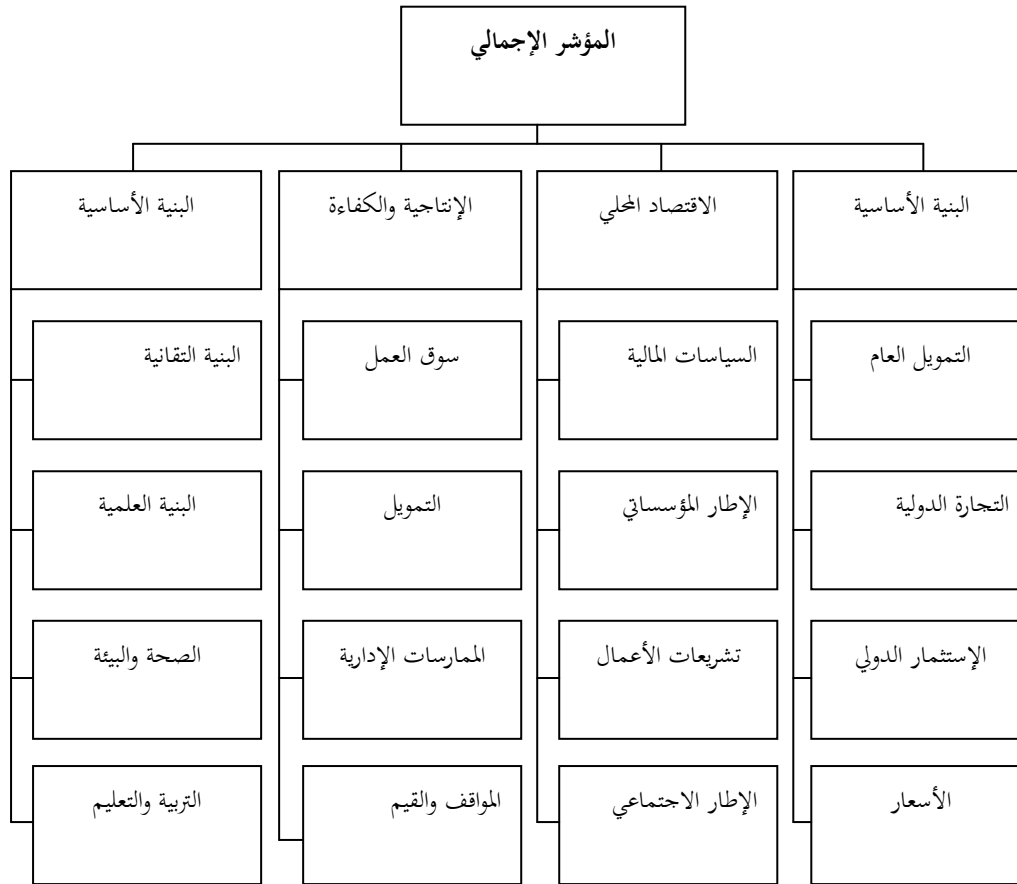 المؤشر الإجمالي
البنية الأساسية
الاقتصاد المحلي
الإنتاجية والكفاءة
البنية الأساسية
التمويل العام
السياسات المالية
سوق العمل
البنية التقانية
التجارة الدولية
الإطار المؤسساتي
التمويل
البنية العلمية
الإستثمار الدولي
تشريعات الأعمال
الممارسات الإدارية
الصحة والبيئة
الأسعار
الإطار الاجتماعي
المواقف والقيم
التربية والتعليم